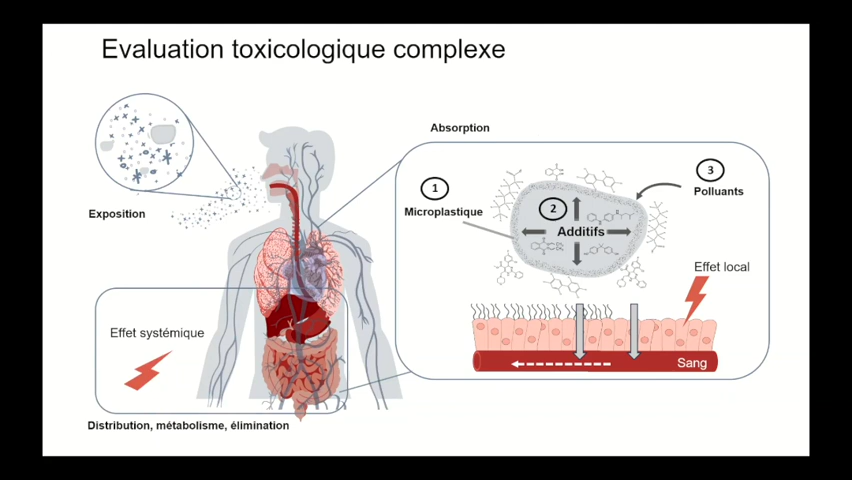 Evaluation toxicologique complexe
Absorption
Exposition
1
Microplastique
2
Additifs
3
Polluants
Effet local
Effet systémique
Sang
Distribution, métabolisme, élimination